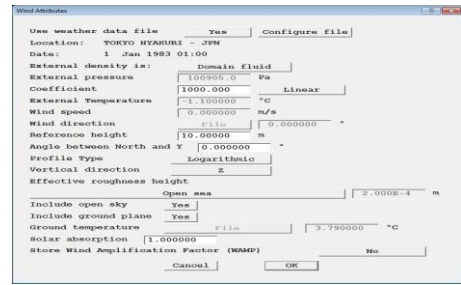 Wind Attributes
Use weather data file Yes Configure file
Location: TOKYO HYAKURI - JPN
Date: 1 Jan 1983 01:00
External density is: Domain fluid
External pressure 100905.0 Pa
Coefficient 1000.000 Linear
External Temperature -1.100000 °C
Wind speed 0.000000 m/s
Wind direction File 0.000000 °
Reference height 10.00000 m
Angle between North and Y 0.000000 °
Profile Type Logarithmic
Vertical direction Z
Effective roughness height
Open sea 2.000E-4 m
Include open sky Yes
Include ground plane Yes
Ground temperature File 3.790000 °C
Solar absorption 1.000000
Store Wind Amplification Factor (WAMP) No
Cancel OK